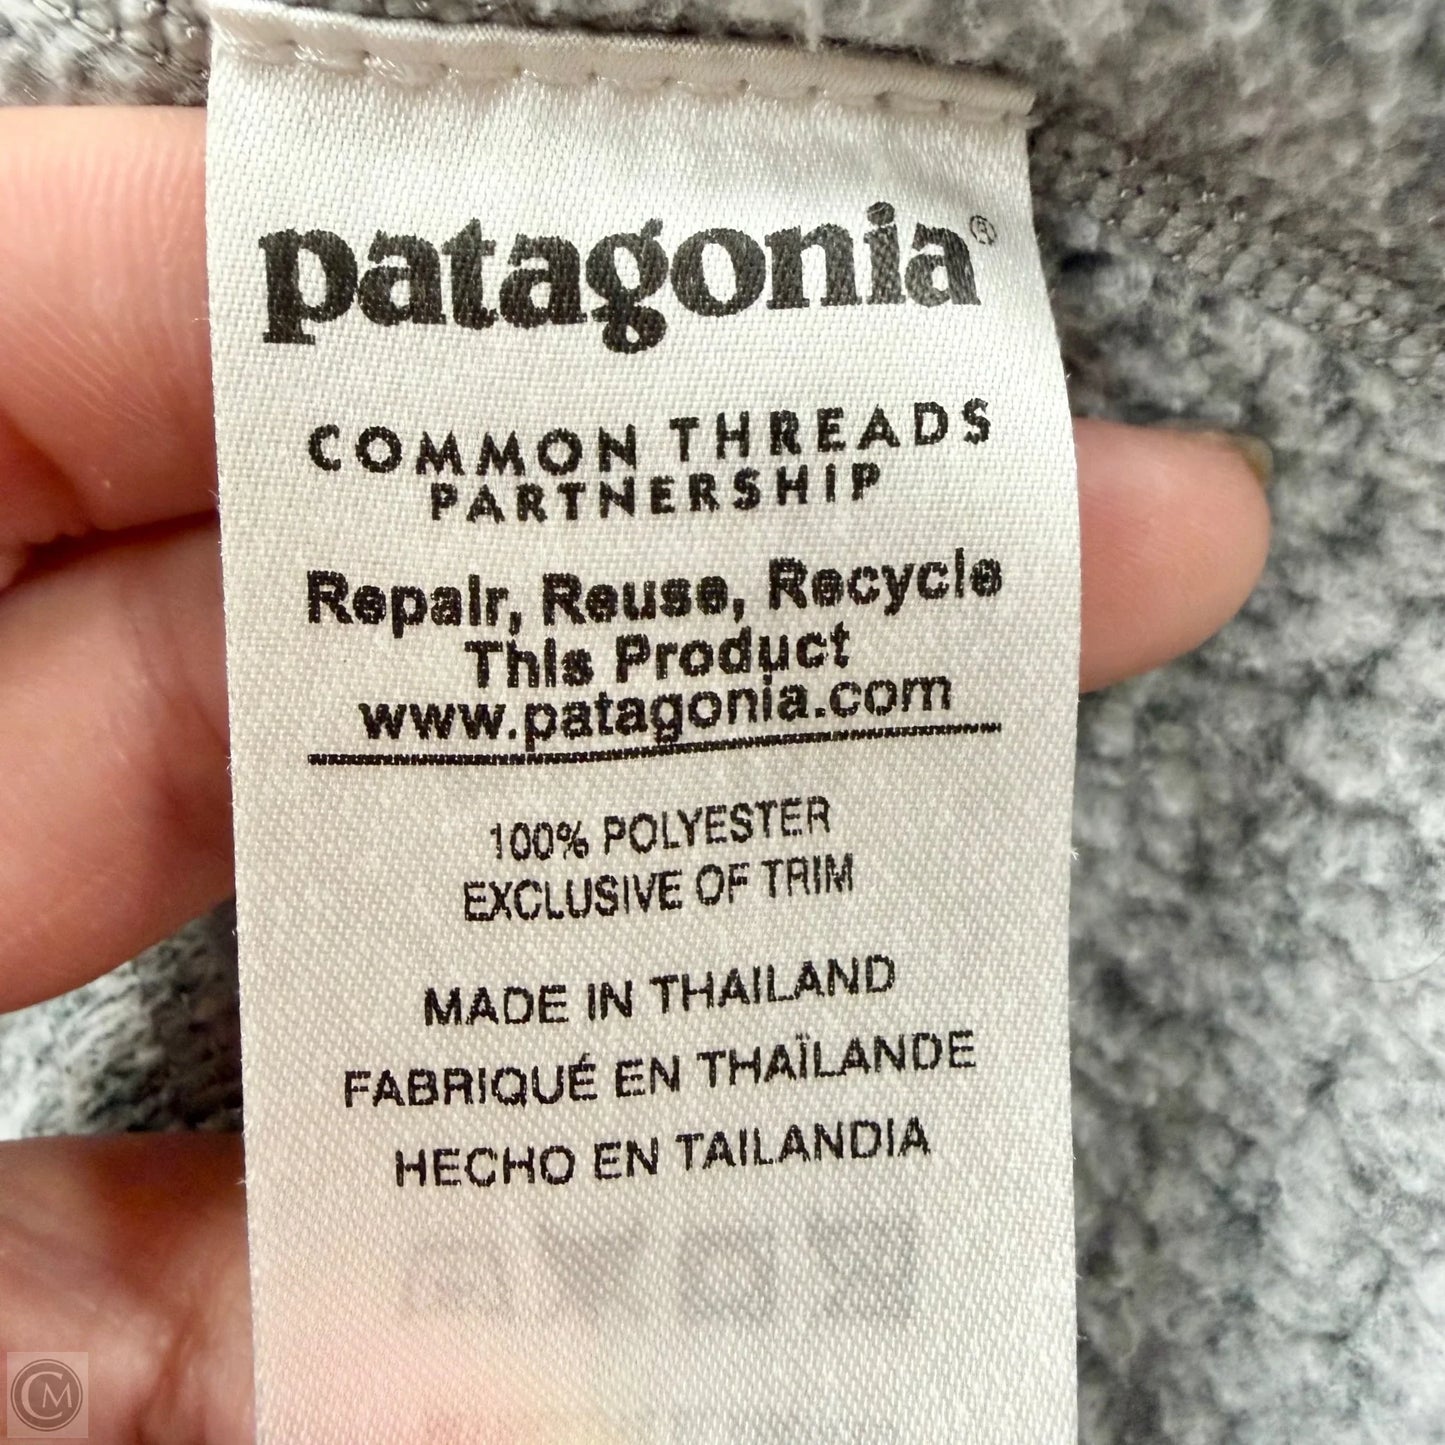 patagonia®
COMMON THREADS
PARTNERSHIP
Repair, Reuse, Recycle
This Product
www.patagonia.com
100% POLYESTER
EXCLUSIVE OF TRIM
MADE IN THAILAND
FABRIQUÉ EN THAÏLANDE
HECHO EN TAILANDIA
CM